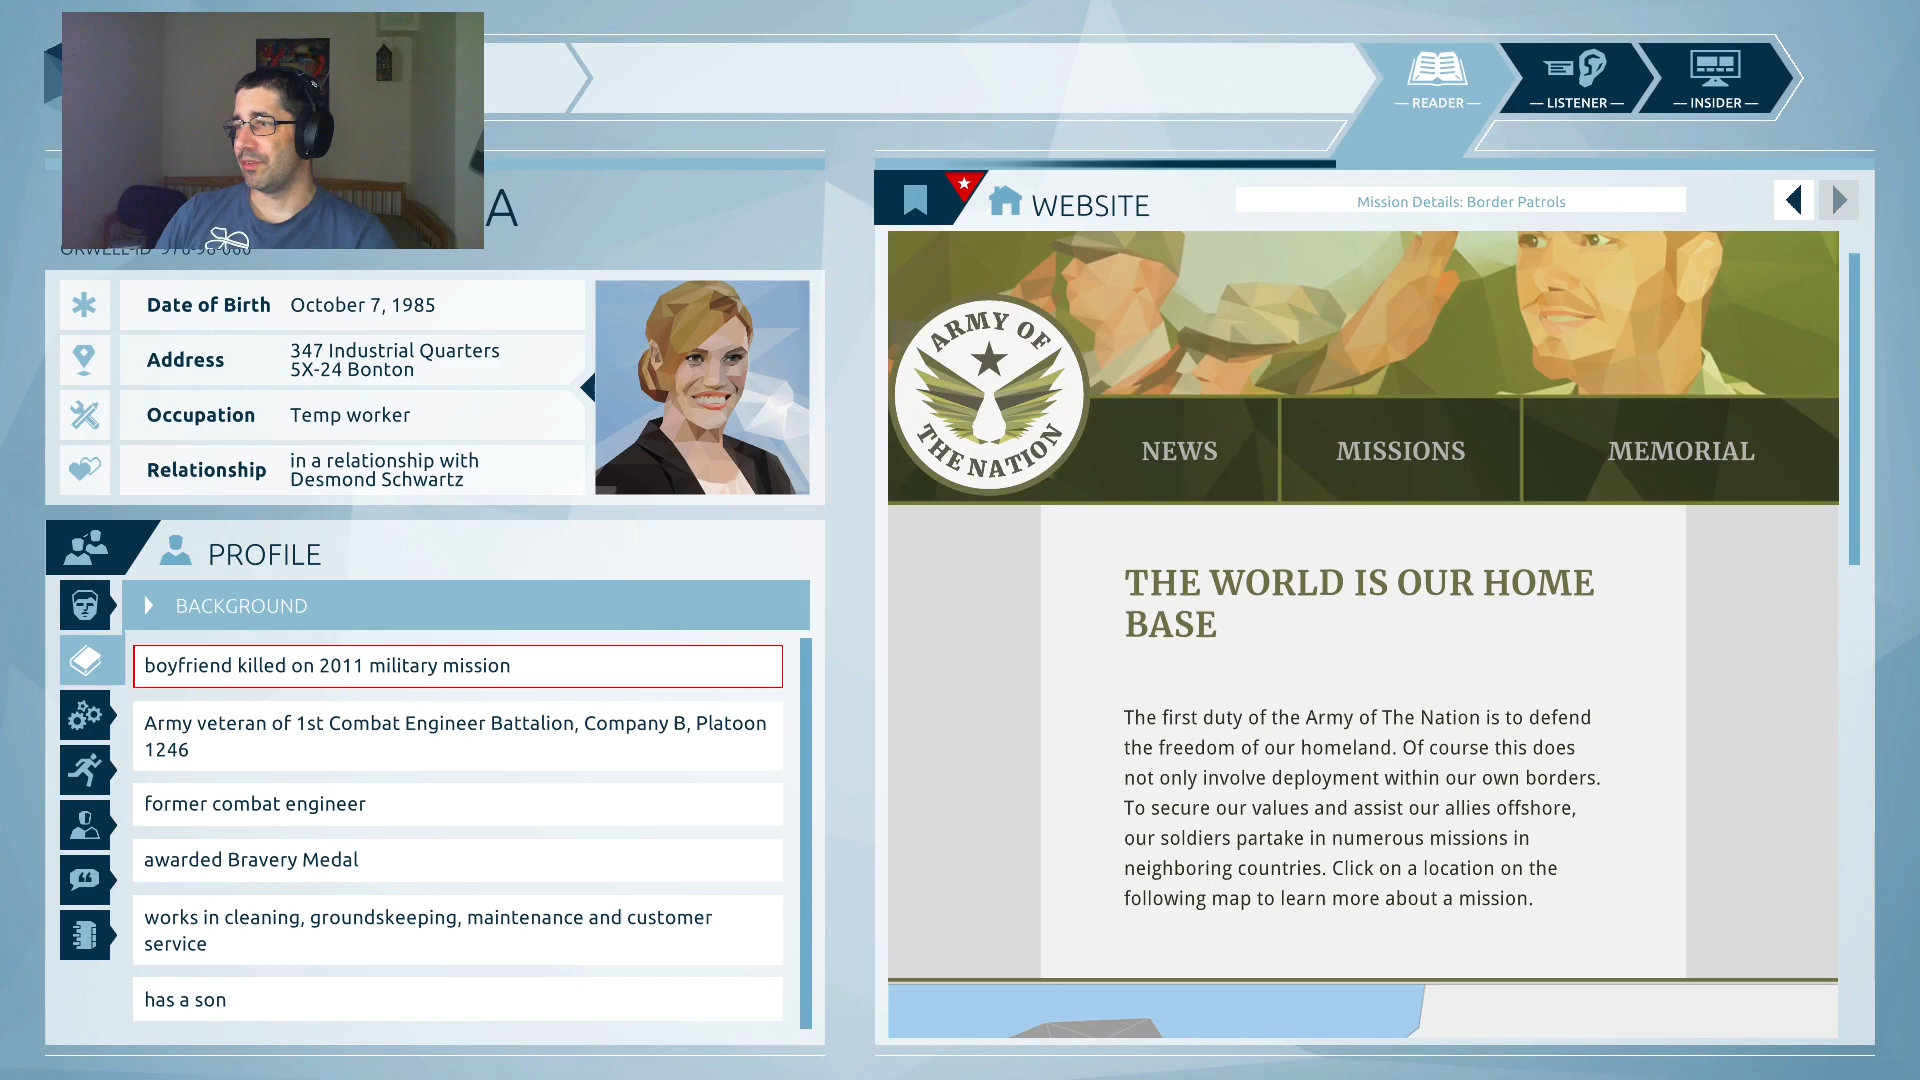 READER
LISTENER
INSIDER
A
Date of Birth October 7, 1985
Address 347 Industrial Quarters
5X-24 Bonton
Occupation Temp worker
Relationship in a relationship with
Desmond Schwartz
PROFILE
BACKGROUND
boyfriend killed on 2011 military mission
Army veteran of 1st Combat Engineer Battalion, Company B, Platoon
1246
former combat engineer
awarded Bravery Medal
works in cleaning, groundskeeping, maintenance and customer
service
has a son
WEBSITE
Mission Details: Border Patrols
ARMY OF
THE NATION
NEWS
MISSIONS
MEMORIAL
THE WORLD IS OUR HOME
BASE
The first duty of the Army of The Nation is to defend
the freedom of our homeland. Of course this does
not only involve deployment within our own borders.
To secure our values and assist our allies offshore,
our soldiers partake in numerous missions in
neighboring countries. Click on a location on the
following map to learn more about a mission.